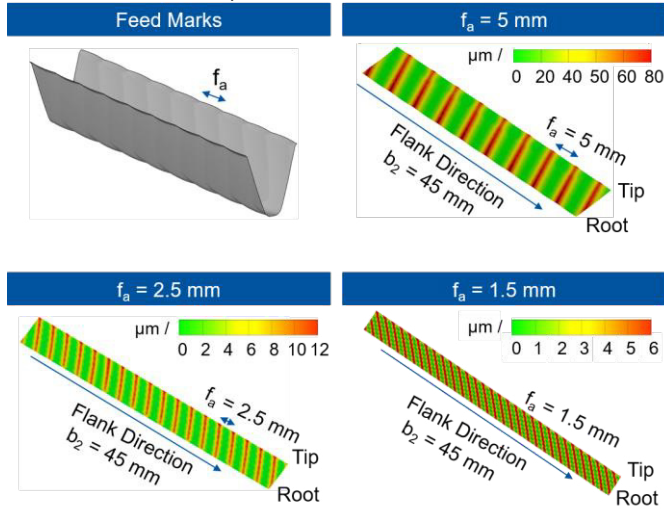 Feed Marks
fₐ
fₐ = 5 mm
µm /
0 20 40 60 80
fₐ = 5 mm
Flank Direction
b₂ = 45 mm
Tip
Root
fₐ = 2.5 mm
µm /
0 2 4 6 8 10 12
fₐ = 2.5 mm
Flank Direction
b₂ = 45 mm
Tip
Root
fₐ = 1.5 mm
µm /
0 1 2 3 4 5 6
fₐ = 1.5 mm
Flank Direction
b₂ = 45 mm
Tip
Root